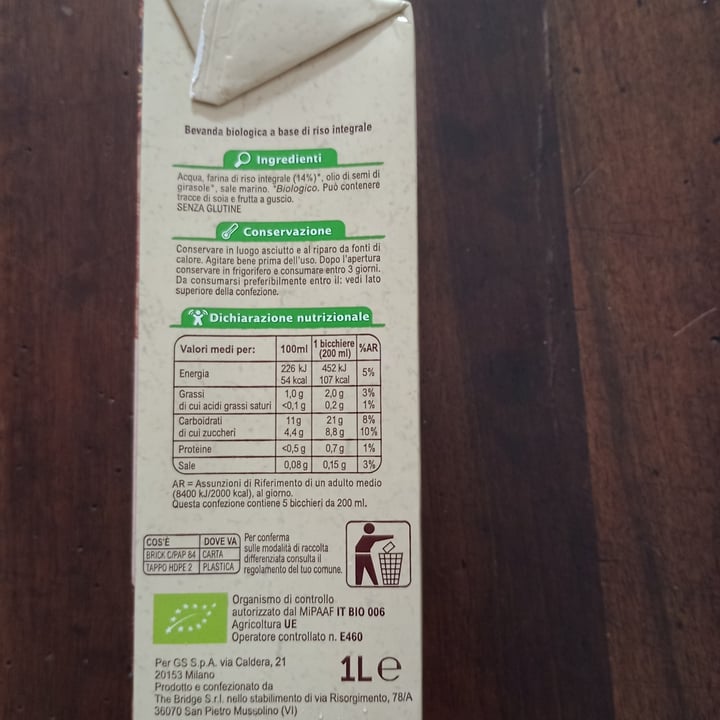 Bevanda biologica a base di riso integrale
Ingredienti
Acqua, farina di riso integrale (14%)*, olio di semi di
girasole*, sale marino. *Biologico. Può contenere
tracce di soia e frutta a guscio.
SENZA GLUTINE
Conservazione
Conservare in luogo asciutto e al riparo da fonti di
calore. Agitare bene prima dell'uso. Dopo l'apertura
conservare in frigorifero e consumare entro 3 giorni.
Da consumarsi preferibilmente entro il: vedi lato
superiore della confezione.
Dichiarazione nutrizionale
Valori medi per: 100ml 1 bicchiere (200 ml) %AR
Energia 226 kJ 54 kcal 452 kJ 107 kcal 5%
Grassi 1,0 g 2,0 g 3%
di cui acidi grassi saturi <0,1 g 0,2 g 1%
Carboidrati 11g 21g 8%
di cui zuccheri 4,4 g 8,8 g 10%
Proteine <0,5 g 0,7 g 1%
Sale 0,08 g 0,15 g 3%
AR = Assunzioni di Riferimento di un adulto medio
(8400 kJ/2000 kcal), al giorno.
Questa confezione contiene 5 bicchieri da 200 ml.
COS'È DOVE VA
BRICK C/PAP 84 CARTA
TAPPO HDPE 2 PLASTICA
Per conferma
sulle modalità di raccolta
differenziata consulta il
regolamento del tuo comune.
Organismo di controllo
autorizzato dal MiPAAF IT BIO 006
Agricoltura UE
Operatore controllato n. E460
Per GS S.p.A. via Caldera, 21
20153 Milano
1L e
Prodotto e confezionato da
The Bridge S.r.l. nello stabilimento di via Risorgimento, 78/A
36070 San Pietro Mussolino (VI)